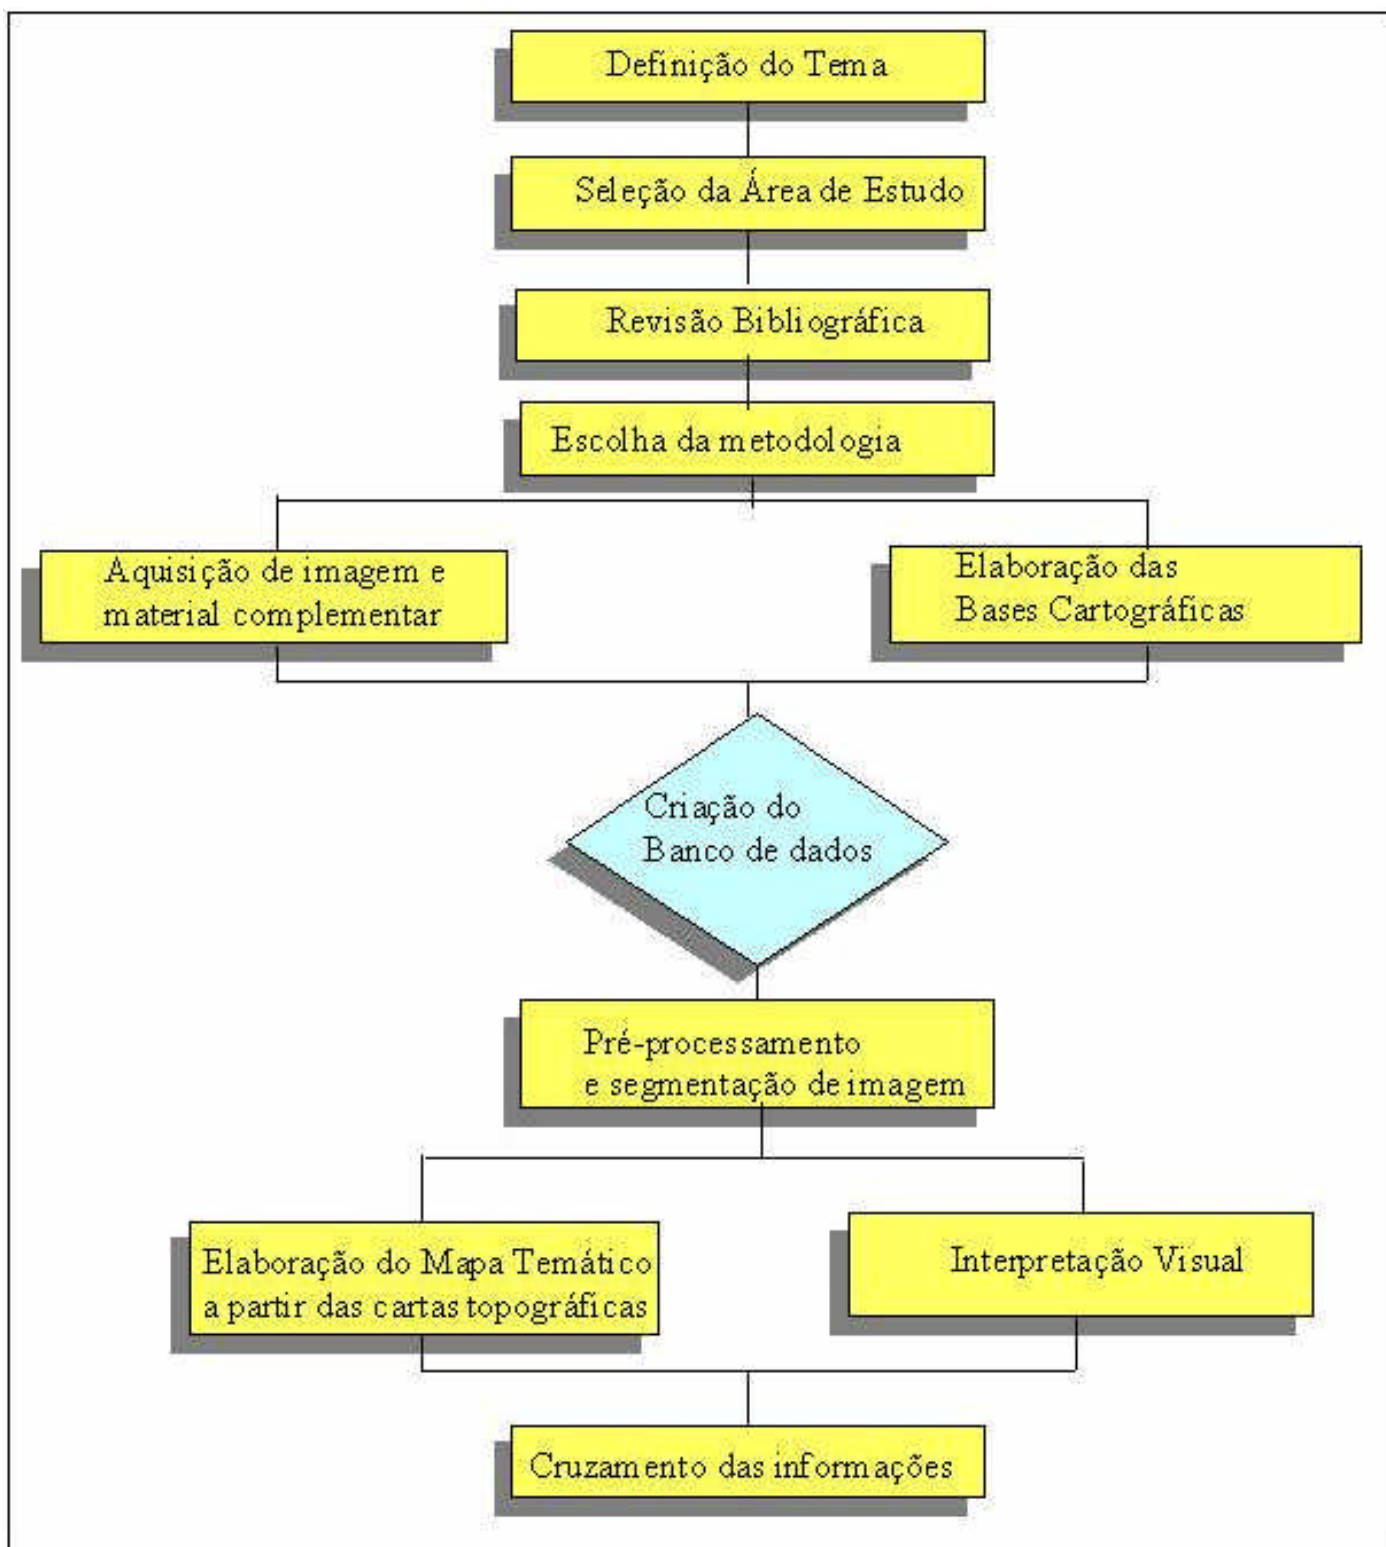 Definição do Tema
Seleção da Área de Estudo
Revisão Bibliográfica
Escolha da metodologia
Aquisição de imagem e
material complementar
Elaboração das
Bases Cartográficas
Criação do
Banco de dados
Pré-processamento
e segmentação de imagem
Elaboração do Mapa Temático
a partir das cartas topográficas
Interpretação Visual
Cruzamento das informações